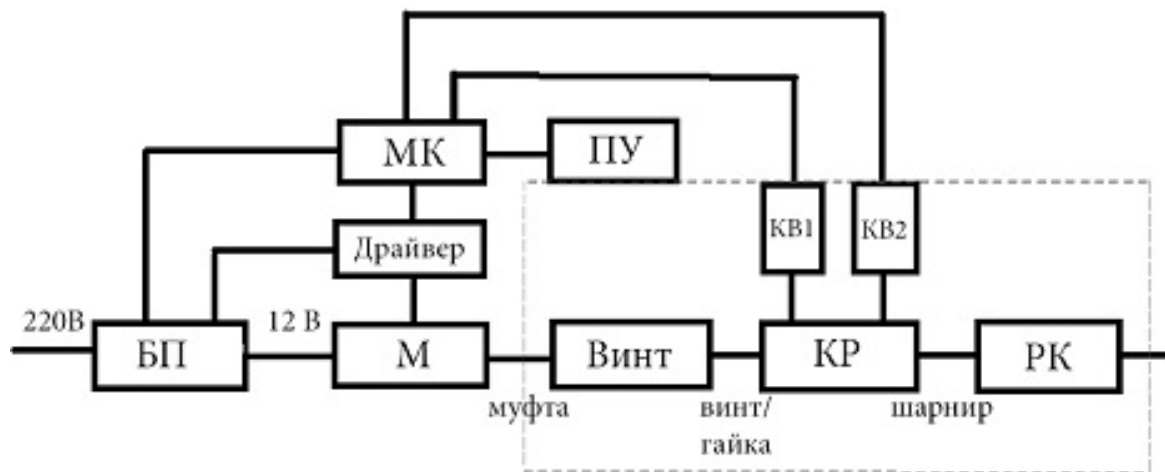 МК
ПУ
КВ1
КВ2
Драйвер
220В
12 В
БП
М
Винт
КР
РК
муфта
винт/
гайка
шарнир